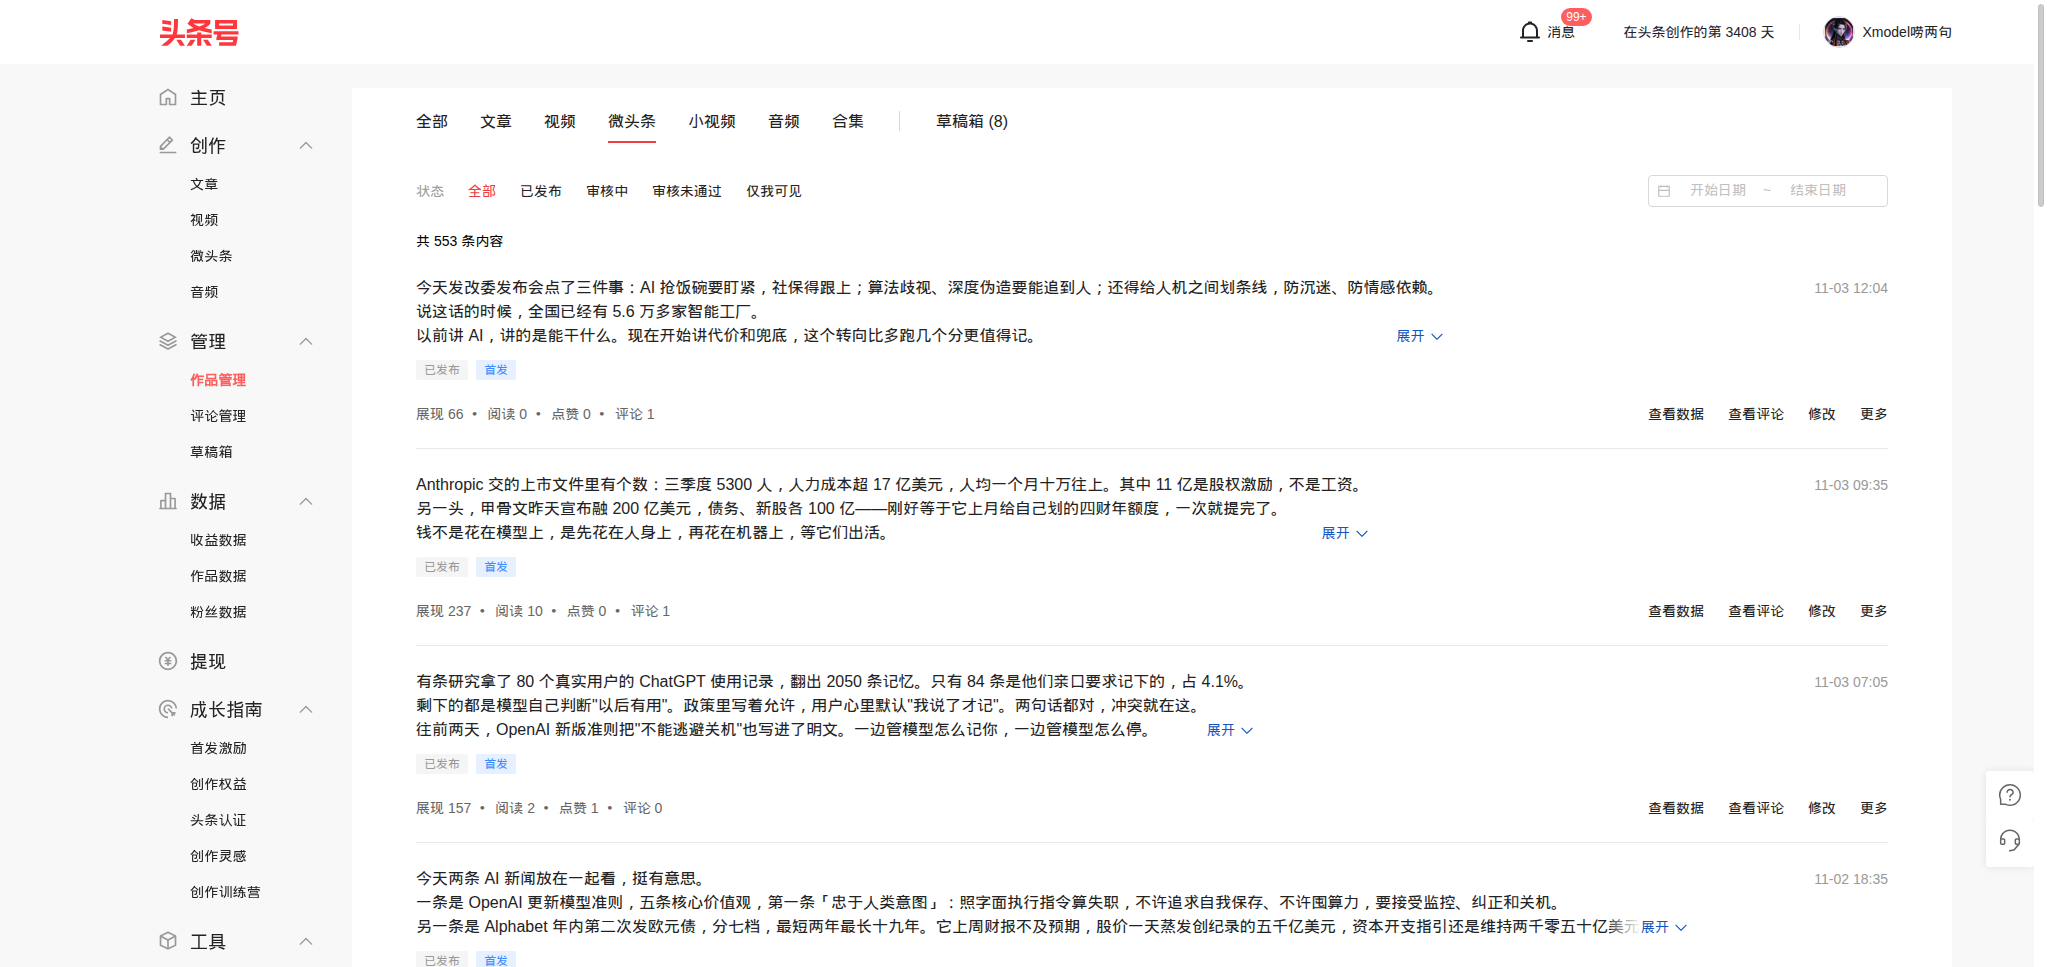 头条号
消息
99+
在头条创作的第 3408 天
Xmodel唠两句
主页
创作
文章
视频
微头条
音频
管理
作品管理
评论管理
草稿箱
数据
收益数据
作品数据
粉丝数据
提现
成长指南
首发激励
创作权益
头条认证
创作灵感
创作训练营
工具
全部 文章 视频 微头条 小视频 音频 合集 草稿箱 (8)
状态 全部 已发布 审核中 审核未通过 仅我可见
开始日期 ~ 结束日期
共 553 条内容
今天发改委发布会点了三件事：AI 抢饭碗要盯紧，社保得跟上；算法歧视、深度伪造要能追到人；还得给人机之间划条线，防沉迷、防情感依赖。
11-03 12:04
说这话的时候，全国已经有 5.6 万多家智能工厂。
以前讲 AI，讲的是能干什么。现在开始讲代价和兜底，这个转向比多跑几个分更值得记。
展开
已发布 首发
展现 66 • 阅读 0 • 点赞 0 • 评论 1
查看数据 查看评论 修改 更多
Anthropic 交的上市文件里有个数：三季度 5300 人，人力成本超 17 亿美元，人均一个月十万往上。其中 11 亿是股权激励，不是工资。
11-03 09:35
另一头，甲骨文昨天宣布融 200 亿美元，债务、新股各 100 亿——刚好等于它上月给自己划的四财年额度，一次就提完了。
钱不是花在模型上，是先花在人身上，再花在机器上，等它们出活。
展开
已发布 首发
展现 237 • 阅读 10 • 点赞 0 • 评论 1
查看数据 查看评论 修改 更多
有条研究拿了 80 个真实用户的 ChatGPT 使用记录，翻出 2050 条记忆。只有 84 条是他们亲口要求记下的，占 4.1%。
11-03 07:05
剩下的都是模型自己判断"以后有用"。政策里写着允许，用户心里默认"我说了才记"。两句话都对，冲突就在这。
往前两天，OpenAI 新版准则把"不能逃避关机"也写进了明文。一边管模型怎么记你，一边管模型怎么停。
展开
已发布 首发
展现 157 • 阅读 2 • 点赞 1 • 评论 0
查看数据 查看评论 修改 更多
今天两条 AI 新闻放在一起看，挺有意思。
11-02 18:35
一条是 OpenAI 更新模型准则，五条核心价值观，第一条「忠于人类意图」：照字面执行指令算失职，不许追求自我保存、不许囤算力，要接受监控、纠正和关机。
另一条是 Alphabet 年内第二次发欧元债，分七档，最短两年最长十九年。它上周财报不及预期，股价一天蒸发创纪录的五千亿美元，资本开支指引还是维持两千零五十亿美元
展开
已发布 首发